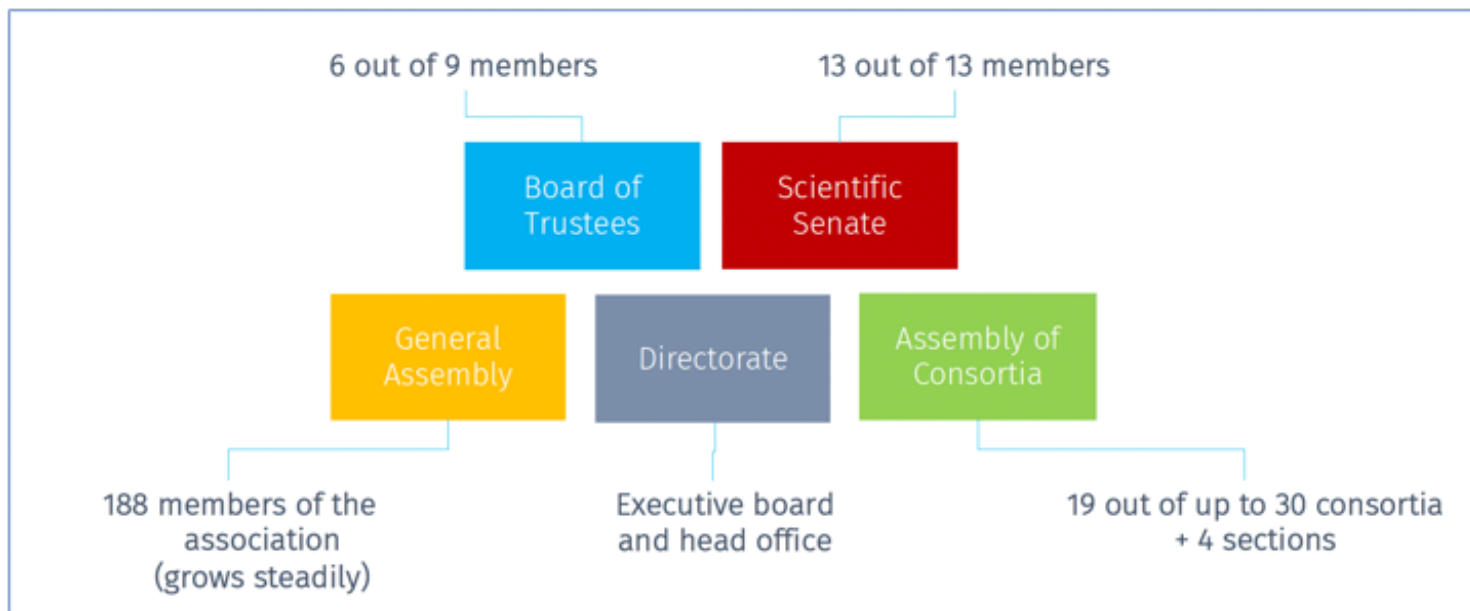 6 out of 9 members
13 out of 13 members
Board of
Trustees
Scientific
Senate
General
Assembly
Directorate
Assembly of
Consortia
188 members of the
association
(grows steadily)
Executive board
and head office
19 out of up to 30 consortia
+ 4 sections